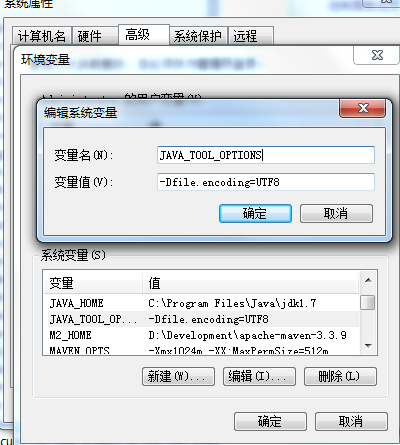 系统属性
计算机名 硬件 高级 系统保护 远程
环境变量
的用户变量(U)
编辑系统变量
变量名(N): JAVA_TOOL_OPTIONS
变量值(V): -Dfile.encoding=UTF8
确定 取消
系统变量(S)
变量 值
JAVA_HOME C:\Program Files\Java\jdk1.7
JAVA_TOOL_OP... -Dfile.encoding=UTF8
M2_HOME D:\Development\apache-maven-3.3.9
MAVEN_OPTS -Xmx1024m -XX:MaxPermSize=512m
新建(W)... 编辑(I)... 删除(L)
确定 取消